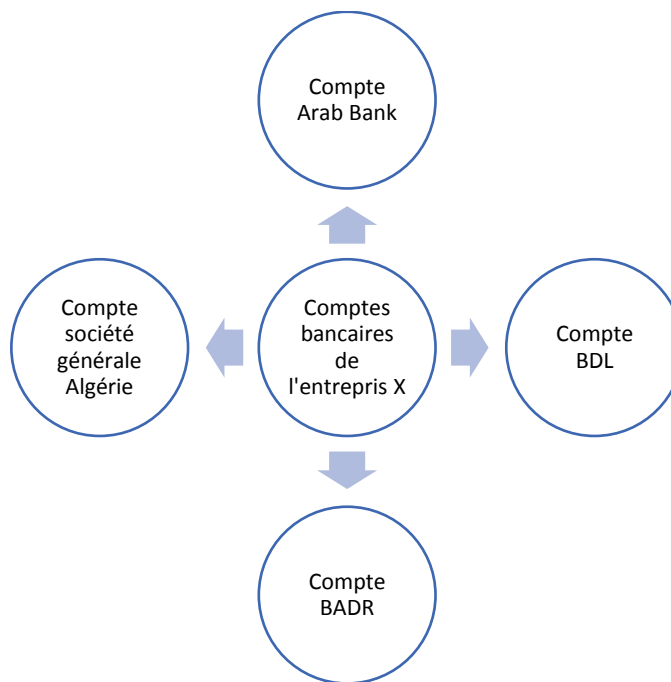 Compte
Arab Bank
Compte
société
générale
Algérie
Comptes
bancaires
de
l'entrepris X
Compte
BDL
Compte
BADR